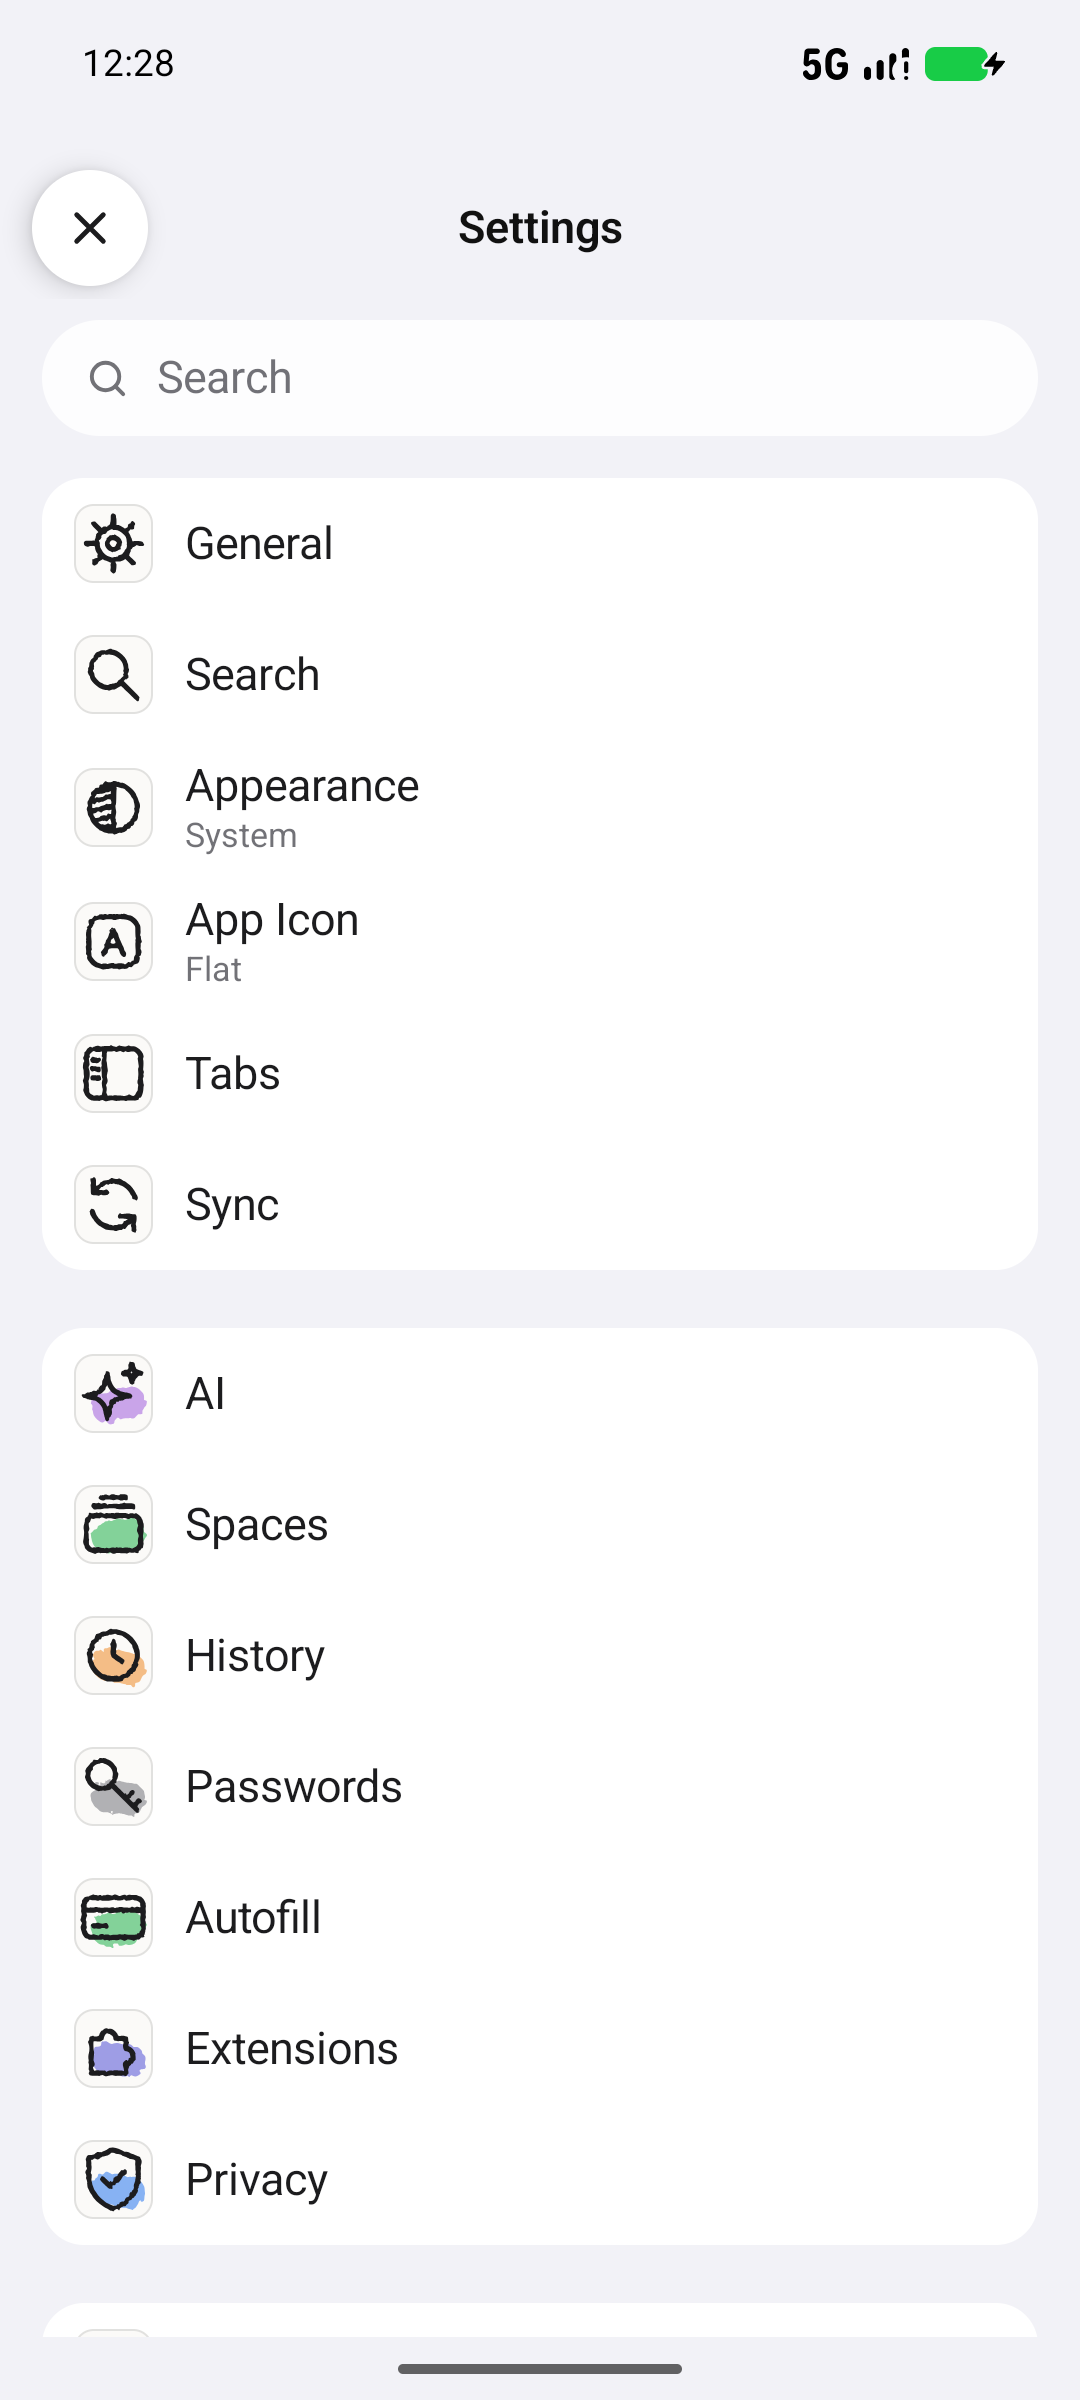 12:28
5G
Settings
Search
General
Search
Appearance
System
A
App Icon
Flat
Tabs
Sync
AI
Spaces
History
Passwords
Autofill
Extensions
Privacy